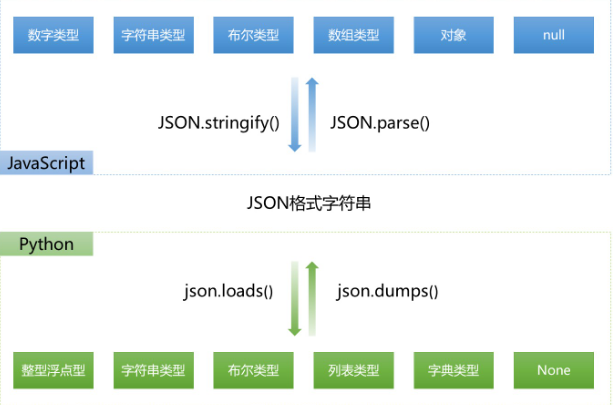 数字类型 字符串类型 布尔类型 数组类型 对象 null
JSON.stringify() JSON.parse()
JavaScript
JSON格式字符串
Python
json.loads() json.dumps()
整型浮点型 字符串类型 布尔类型 列表类型 字典类型 None